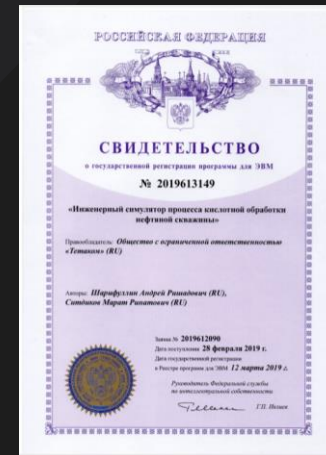 РОССИЙСКАЯ ФЕДЕРАЦИЯ
СВИДЕТЕЛЬСТВО
о государственной регистрации программы для ЭВМ
№ 2019613149
«Инженерный симулятор процесса кислотной обработки
нефтяной скважины»
Правообладатель: Общество с ограниченной ответственностью
«Тетакон» (RU)
Авторы: Шарифуллин Андрей Ришадович (RU),
Ситдиков Марат Ринатович (RU)
Заявка № 2019612090
Дата поступления 28 февраля 2019 г.
Дата государственной регистрации
в Реестре программ для ЭВМ 12 марта 2019 г.
Руководитель Федеральной службы
по интеллектуальной собственности
Г.П. Ивлиев